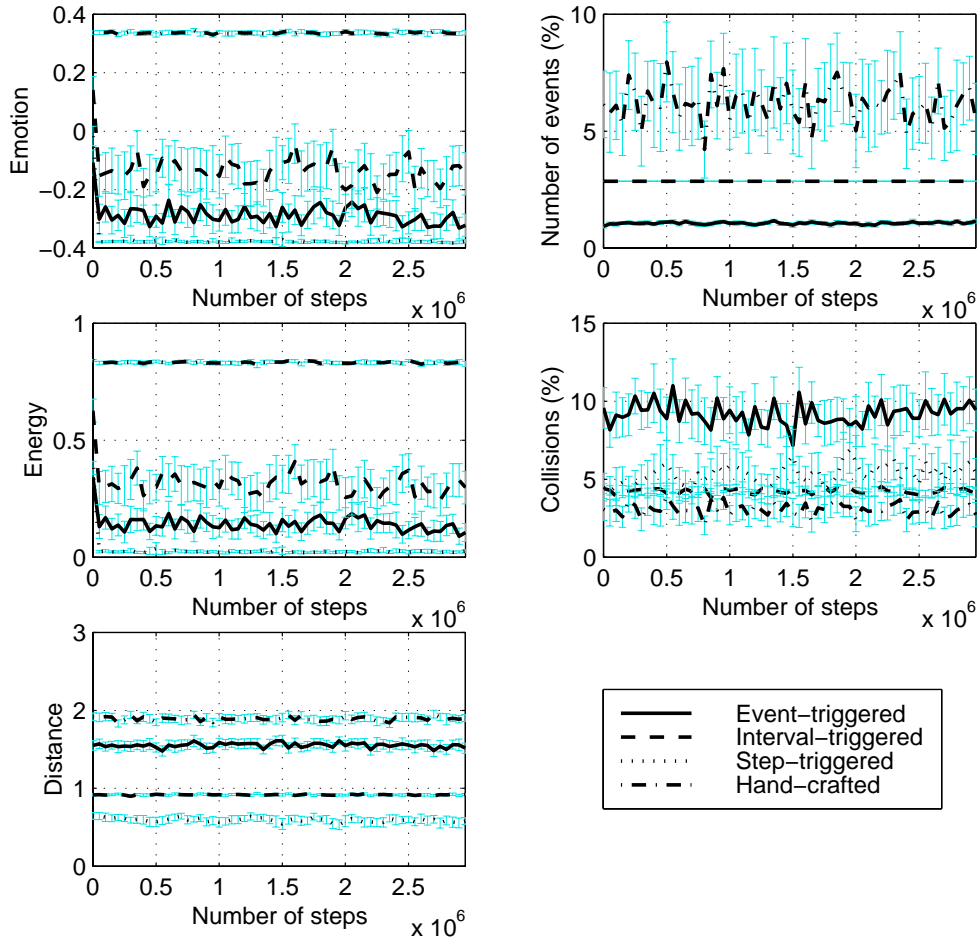 0.4
0.2
0
−0.2
−0.4
Emotion
0 0.5 1 1.5 2 2.5
Number of steps
x 10^6
10
5
0
Number of events (%)
0 0.5 1 1.5 2 2.5
Number of steps
x 10^6
1
0.5
0
Energy
0 0.5 1 1.5 2 2.5
Number of steps
x 10^6
15
10
5
0
Collisions (%)
0 0.5 1 1.5 2 2.5
Number of steps
x 10^6
3
2
1
0
Distance
0 0.5 1 1.5 2 2.5
Number of steps
x 10^6
Event−triggered
Interval−triggered
Step−triggered
Hand−crafted